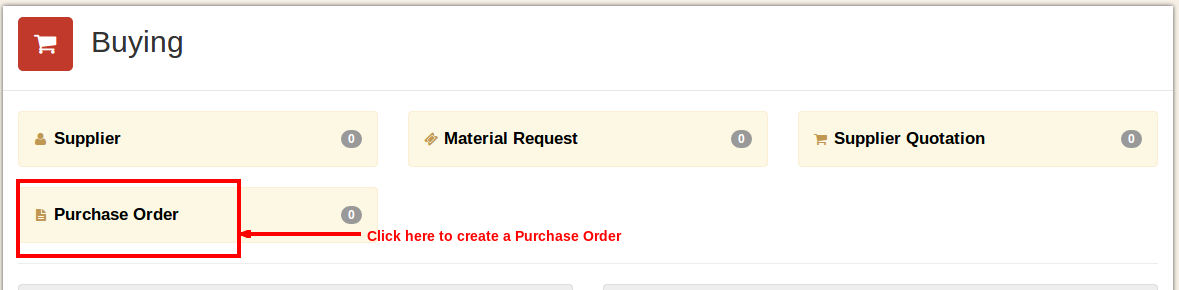 Buying
Supplier 0
Material Request 0
Supplier Quotation 0
Purchase Order 0
Click here to create a Purchase Order